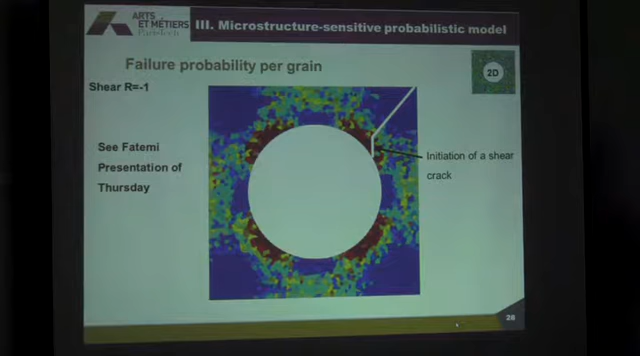 ARTS
ET MÉTIERS
ParisTech
III. Microstructure-sensitive probabilistic model
Failure probability per grain
2D
Shear R=-1
See Fatemi
Presentation of
Thursday
Initiation of a shear
crack
28